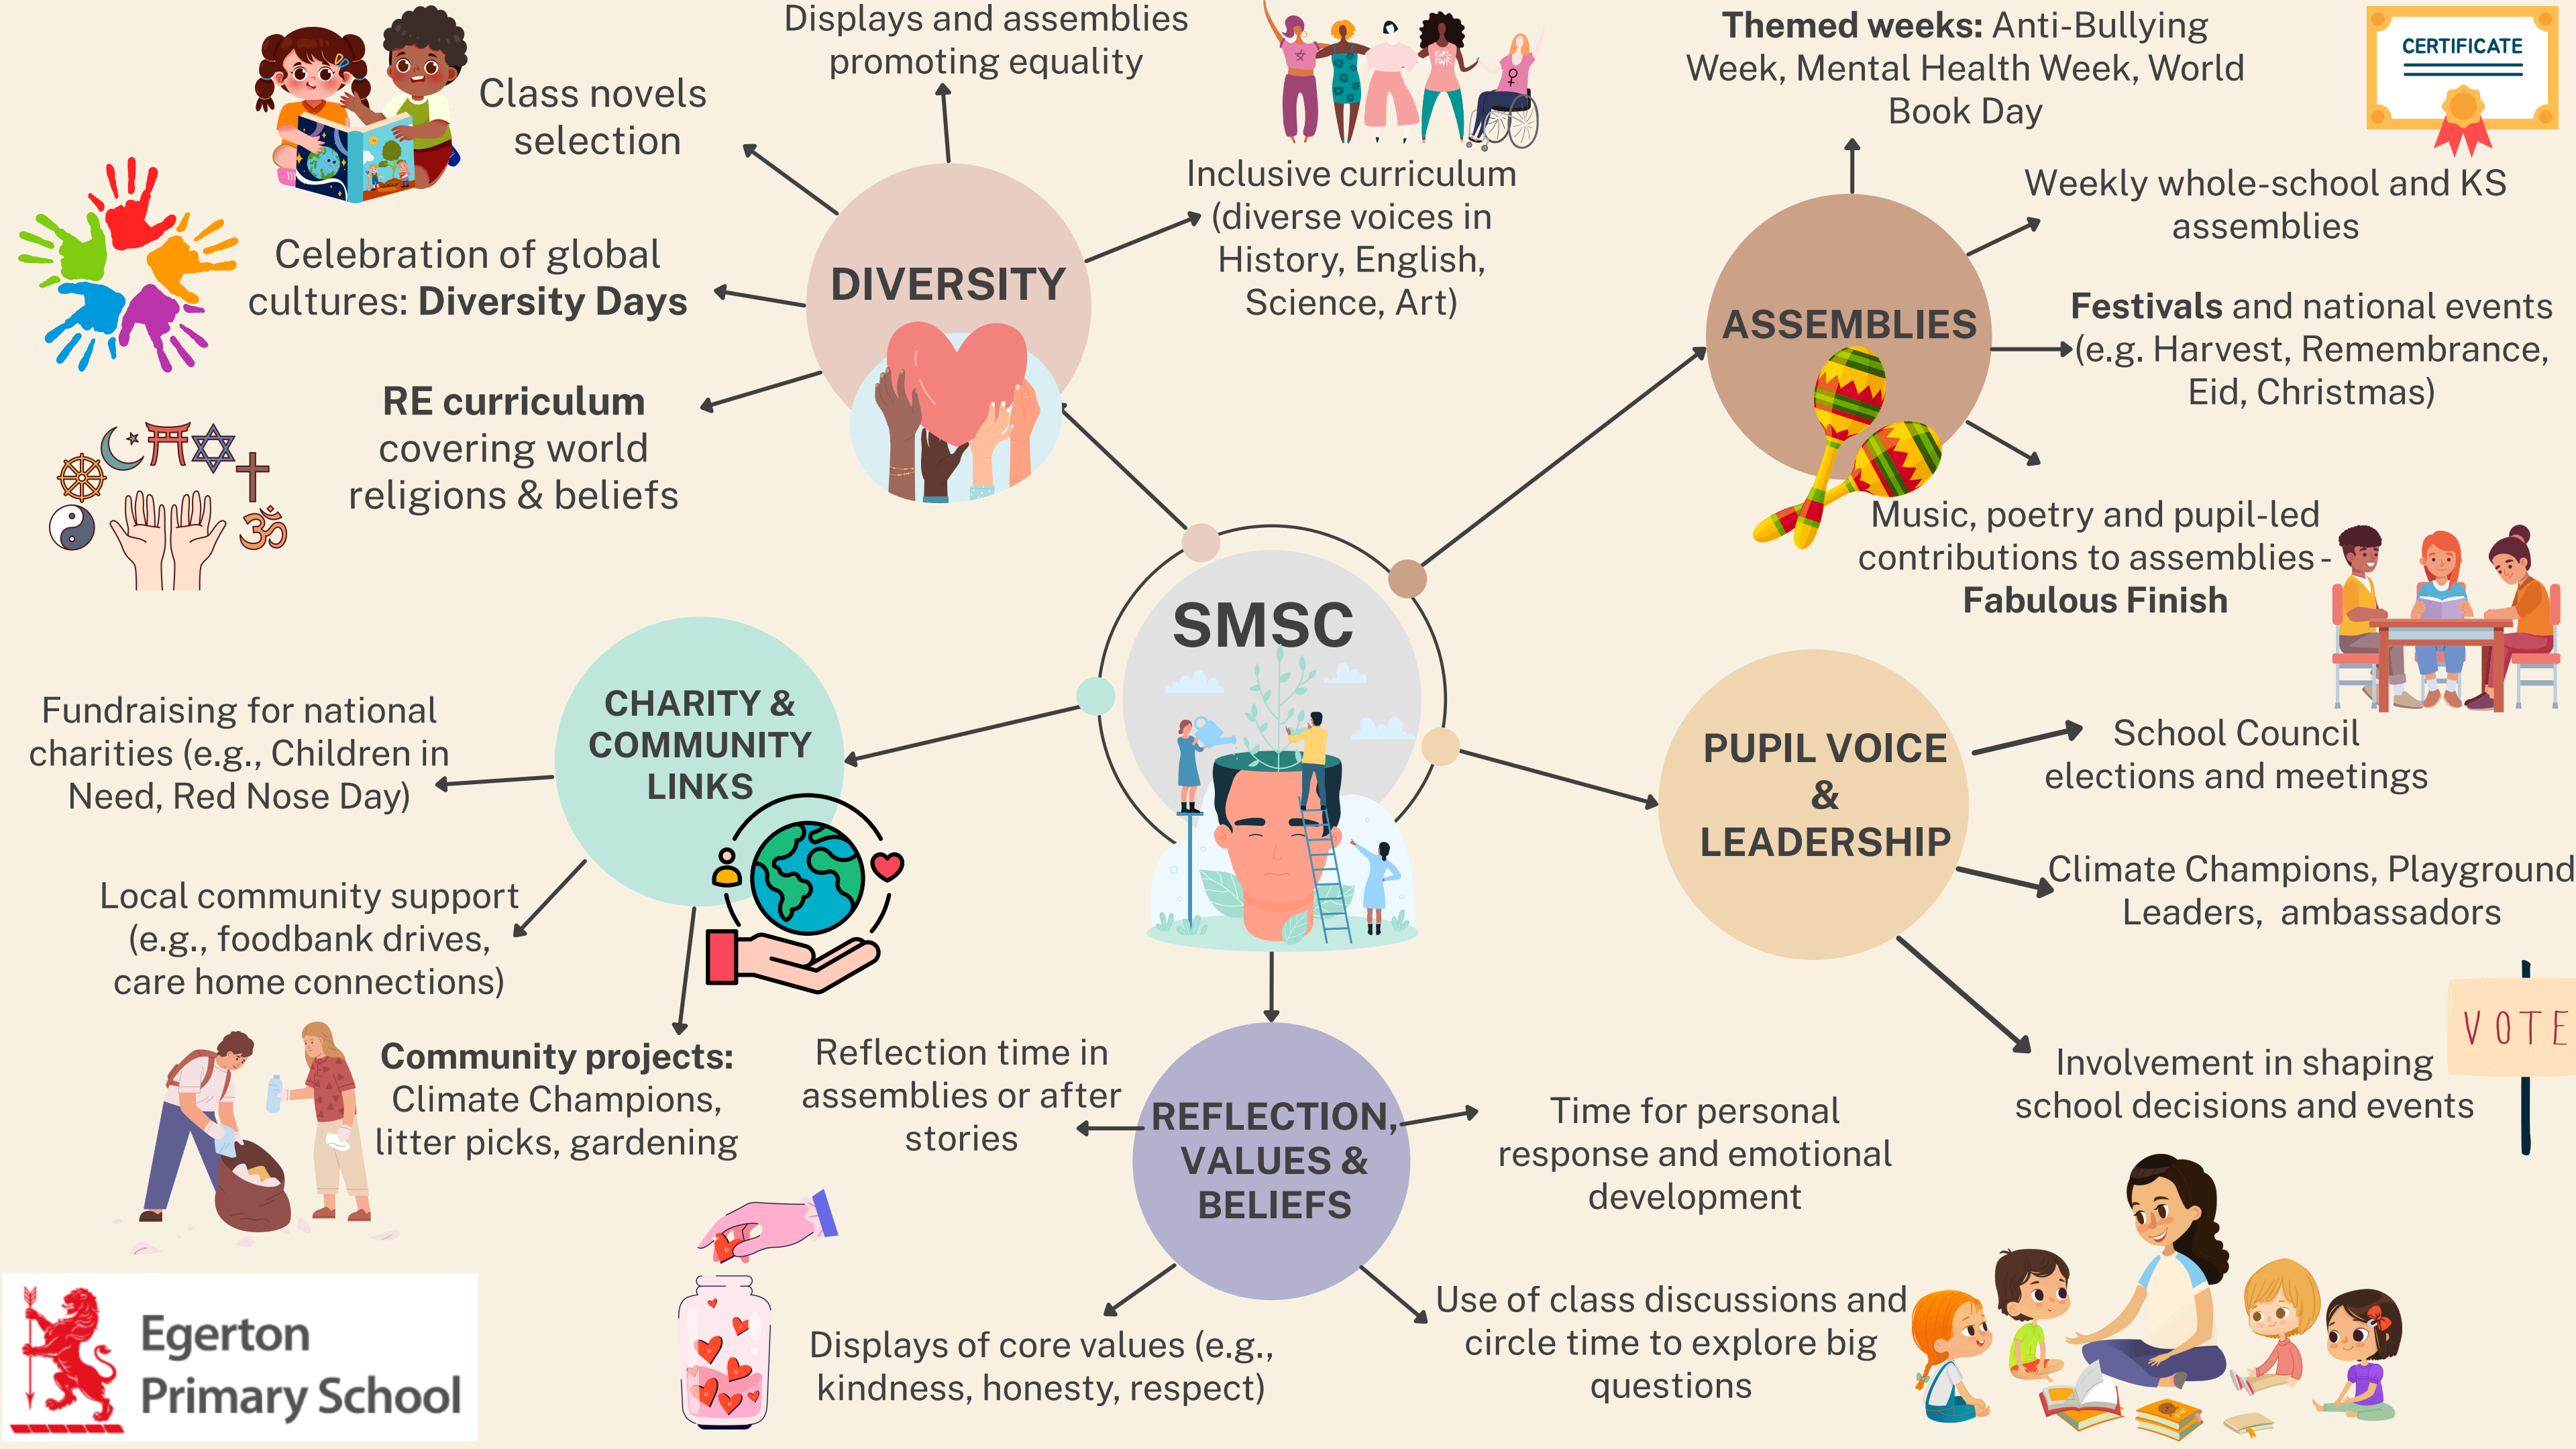 SMSC
DIVERSITY
Displays and assemblies
promoting equality
Class novels
selection
Celebration of global
cultures: Diversity Days
RE curriculum
covering world
religions & beliefs
Inclusive curriculum
(diverse voices in
History, English,
Science, Art)
GRL
PWR
ASSEMBLIES
Themed weeks: Anti-Bullying
Week, Mental Health Week, World
Book Day
CERTIFICATE
Weekly whole-school and KS
assemblies
Festivals and national events
(e.g. Harvest, Remembrance,
Eid, Christmas)
Music, poetry and pupil-led
contributions to assemblies -
Fabulous Finish
PUPIL VOICE
&
LEADERSHIP
School Council
elections and meetings
Climate Champions, Playground
Leaders, ambassadors
Involvement in shaping
school decisions and events
VOTE
CHARITY &
COMMUNITY
LINKS
Fundraising for national
charities (e.g., Children in
Need, Red Nose Day)
Local community support
(e.g., foodbank drives,
care home connections)
Community projects:
Climate Champions,
litter picks, gardening
REFLECTION,
VALUES &
BELIEFS
Reflection time in
assemblies or after
stories
Time for personal
response and emotional
development
Displays of core values (e.g.,
kindness, honesty, respect)
Use of class discussions and
circle time to explore big
questions
Egerton
Primary School